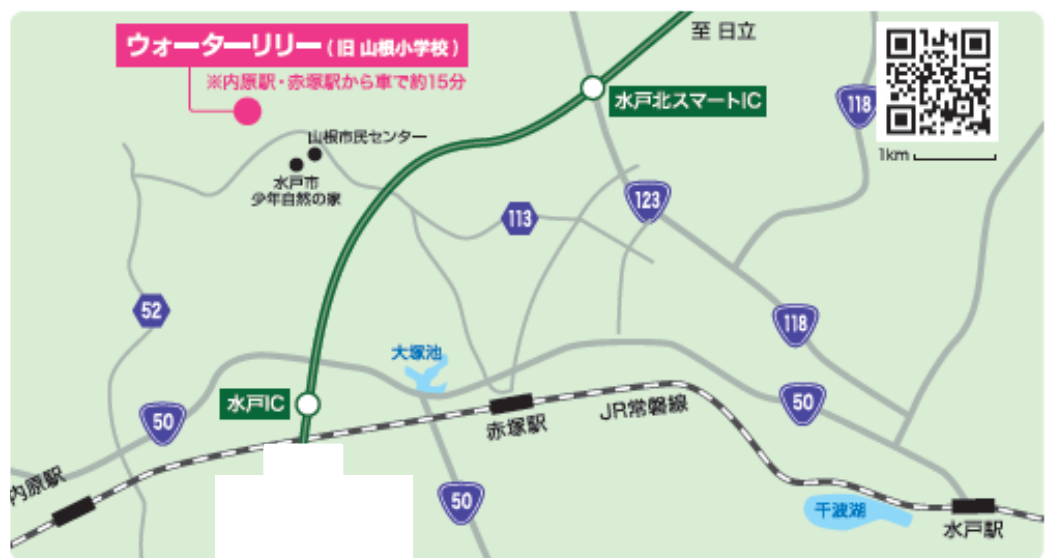 ウォーターリリー（旧 山根小学校）
※内原駅・赤塚駅から車で約15分
至 日立
水戸北スマートIC
118
1km
山根市民センター
水戸市
少年自然の家
123
113
52
118
大塚池
水戸IC
50
50
赤塚駅
JR常磐線
内原駅
50
千波湖
水戸駅